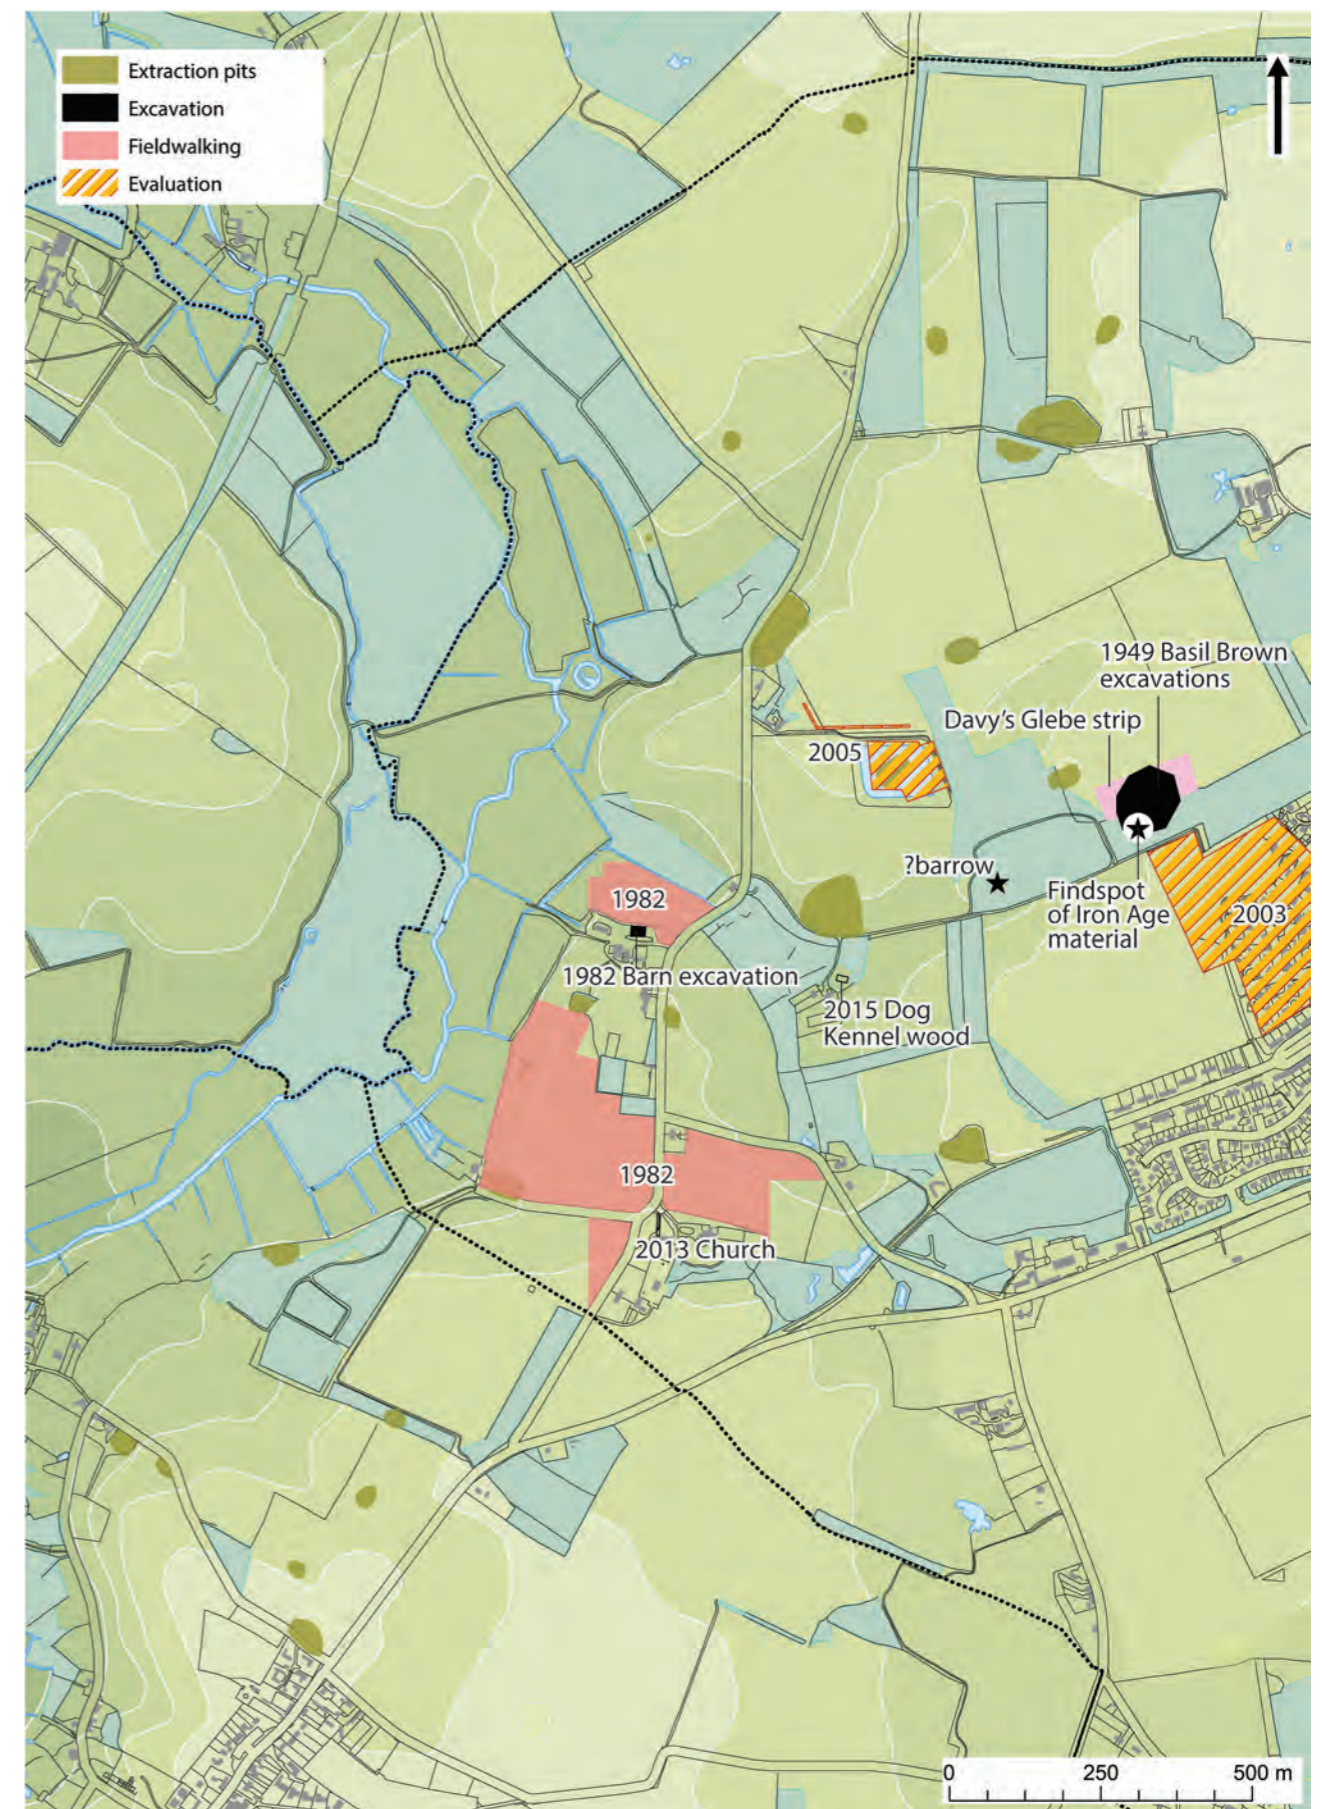 Extraction pits
Excavation
Fieldwalking
Evaluation
1949 Basil Brown
excavations
Davy's Glebe strip
2005
?barrow
Findspot
of Iron Age
material
2003
1982
1982 Barn excavation
2015 Dog
Kennel wood
1982
2013 Church
0 250 500 m